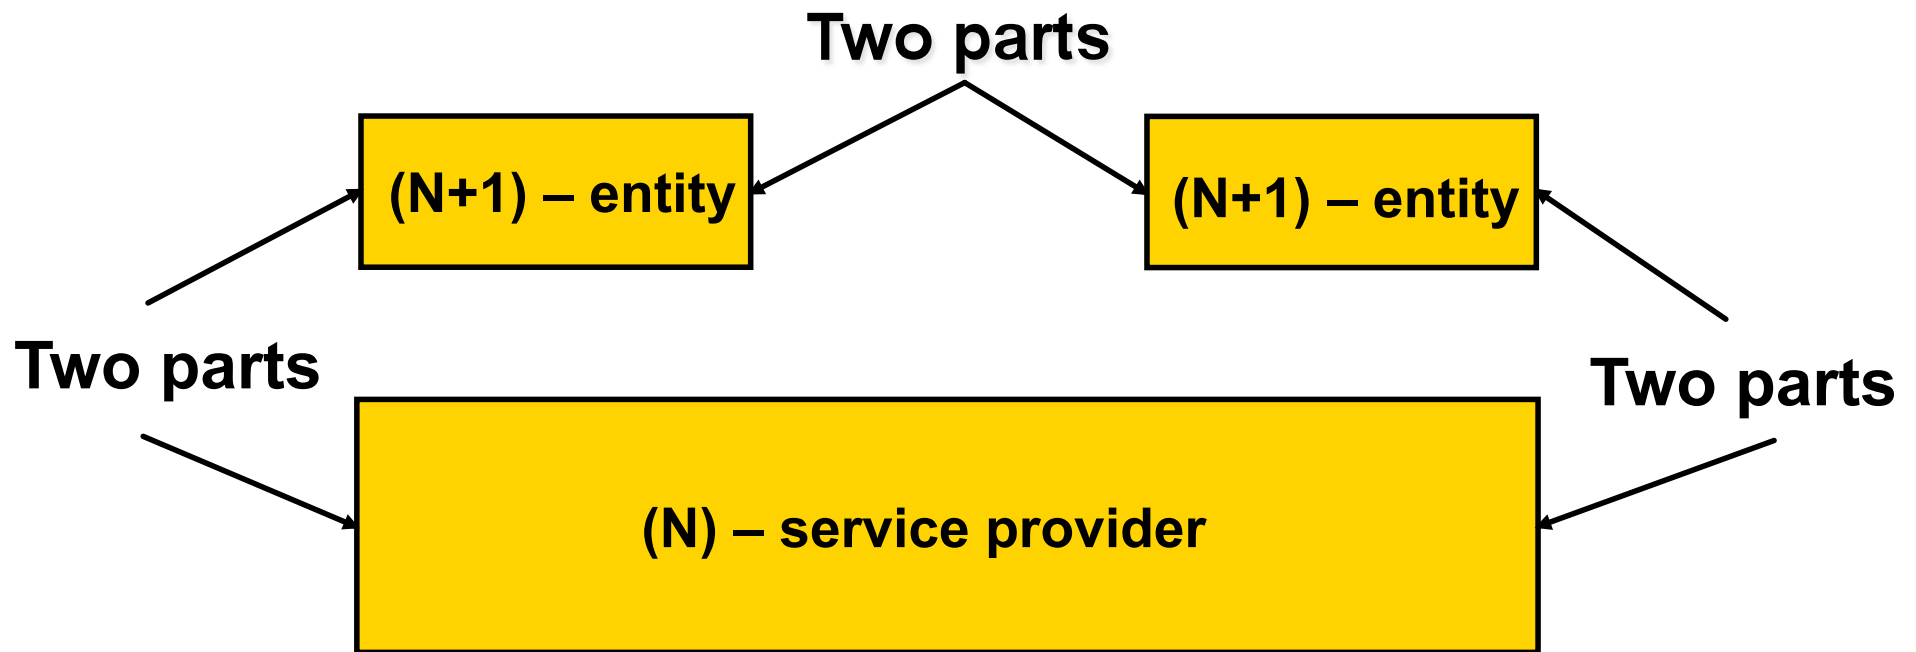 Two parts
(N+1) – entity
(N+1) – entity
Two parts
Two parts
(N) – service provider